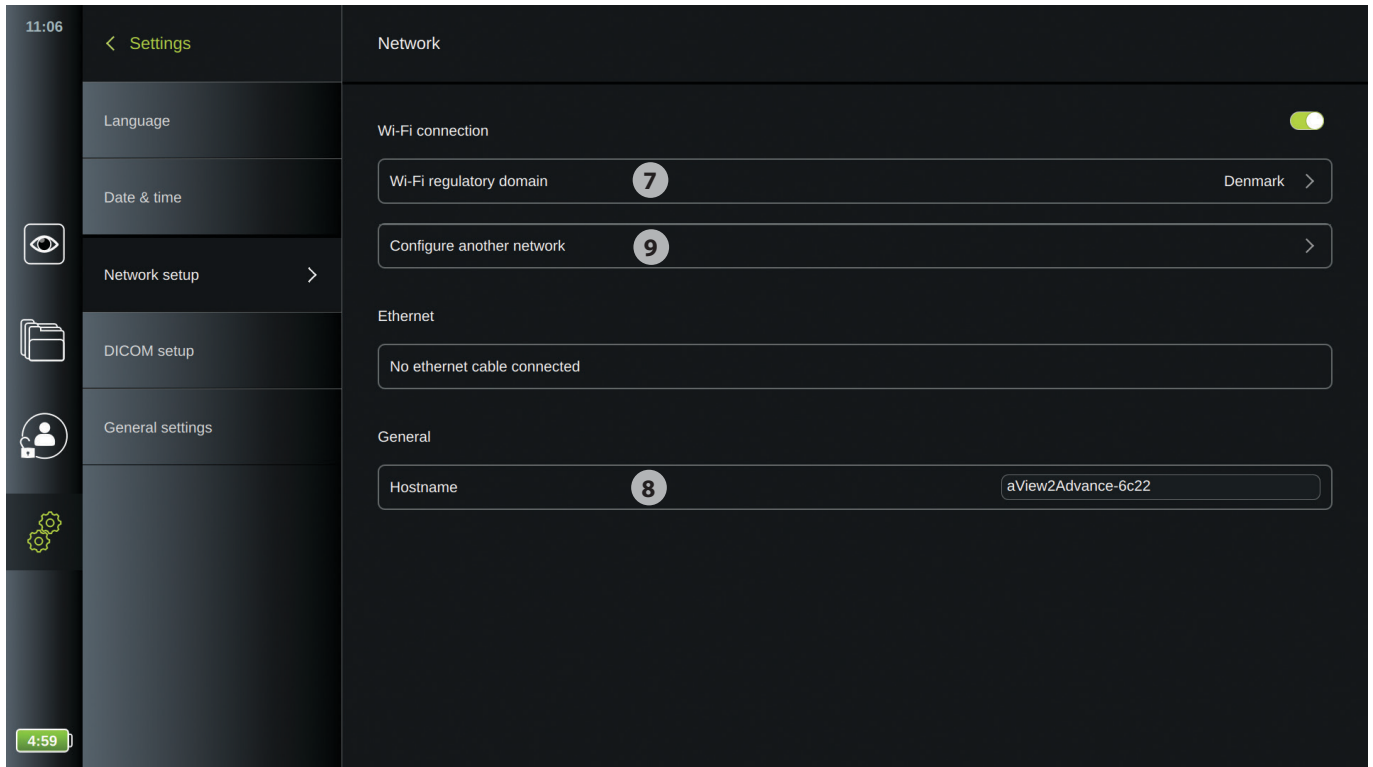 11:06
Settings
Network
Language
Date & time
Network setup
DICOM setup
General settings
Wi-Fi connection
Wi-Fi regulatory domain 7 Denmark
Configure another network 9
Ethernet
No ethernet cable connected
General
Hostname 8 aView2Advance-6c22
4:59